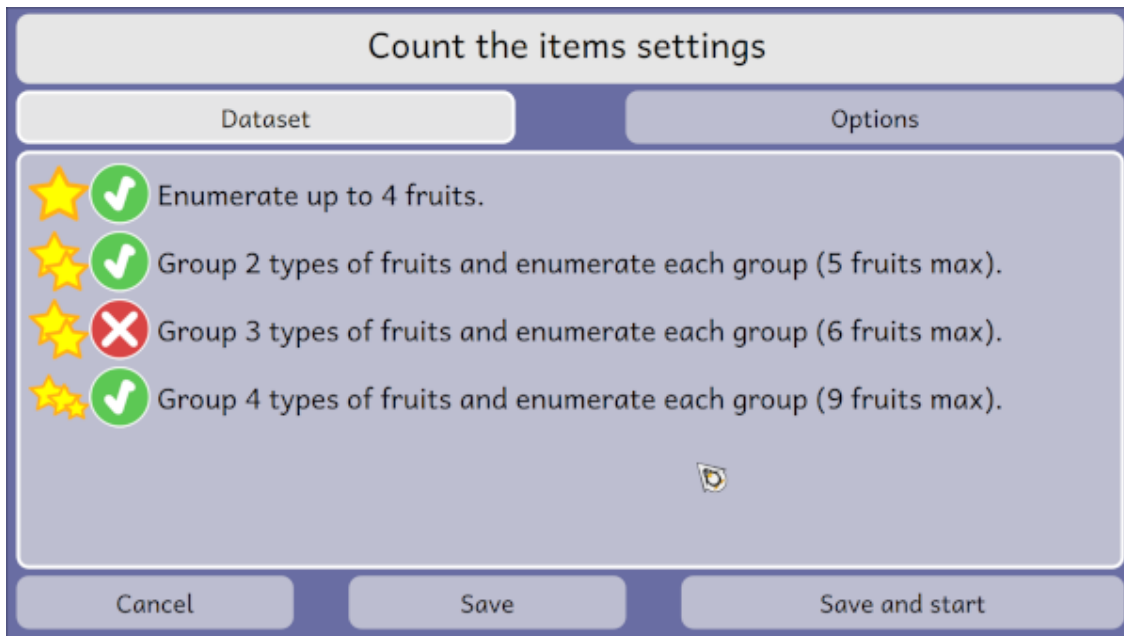 Count the items settings
Dataset
Options
Enumerate up to 4 fruits.
Group 2 types of fruits and enumerate each group (5 fruits max).
Group 3 types of fruits and enumerate each group (6 fruits max).
Group 4 types of fruits and enumerate each group (9 fruits max).
Cancel
Save
Save and start